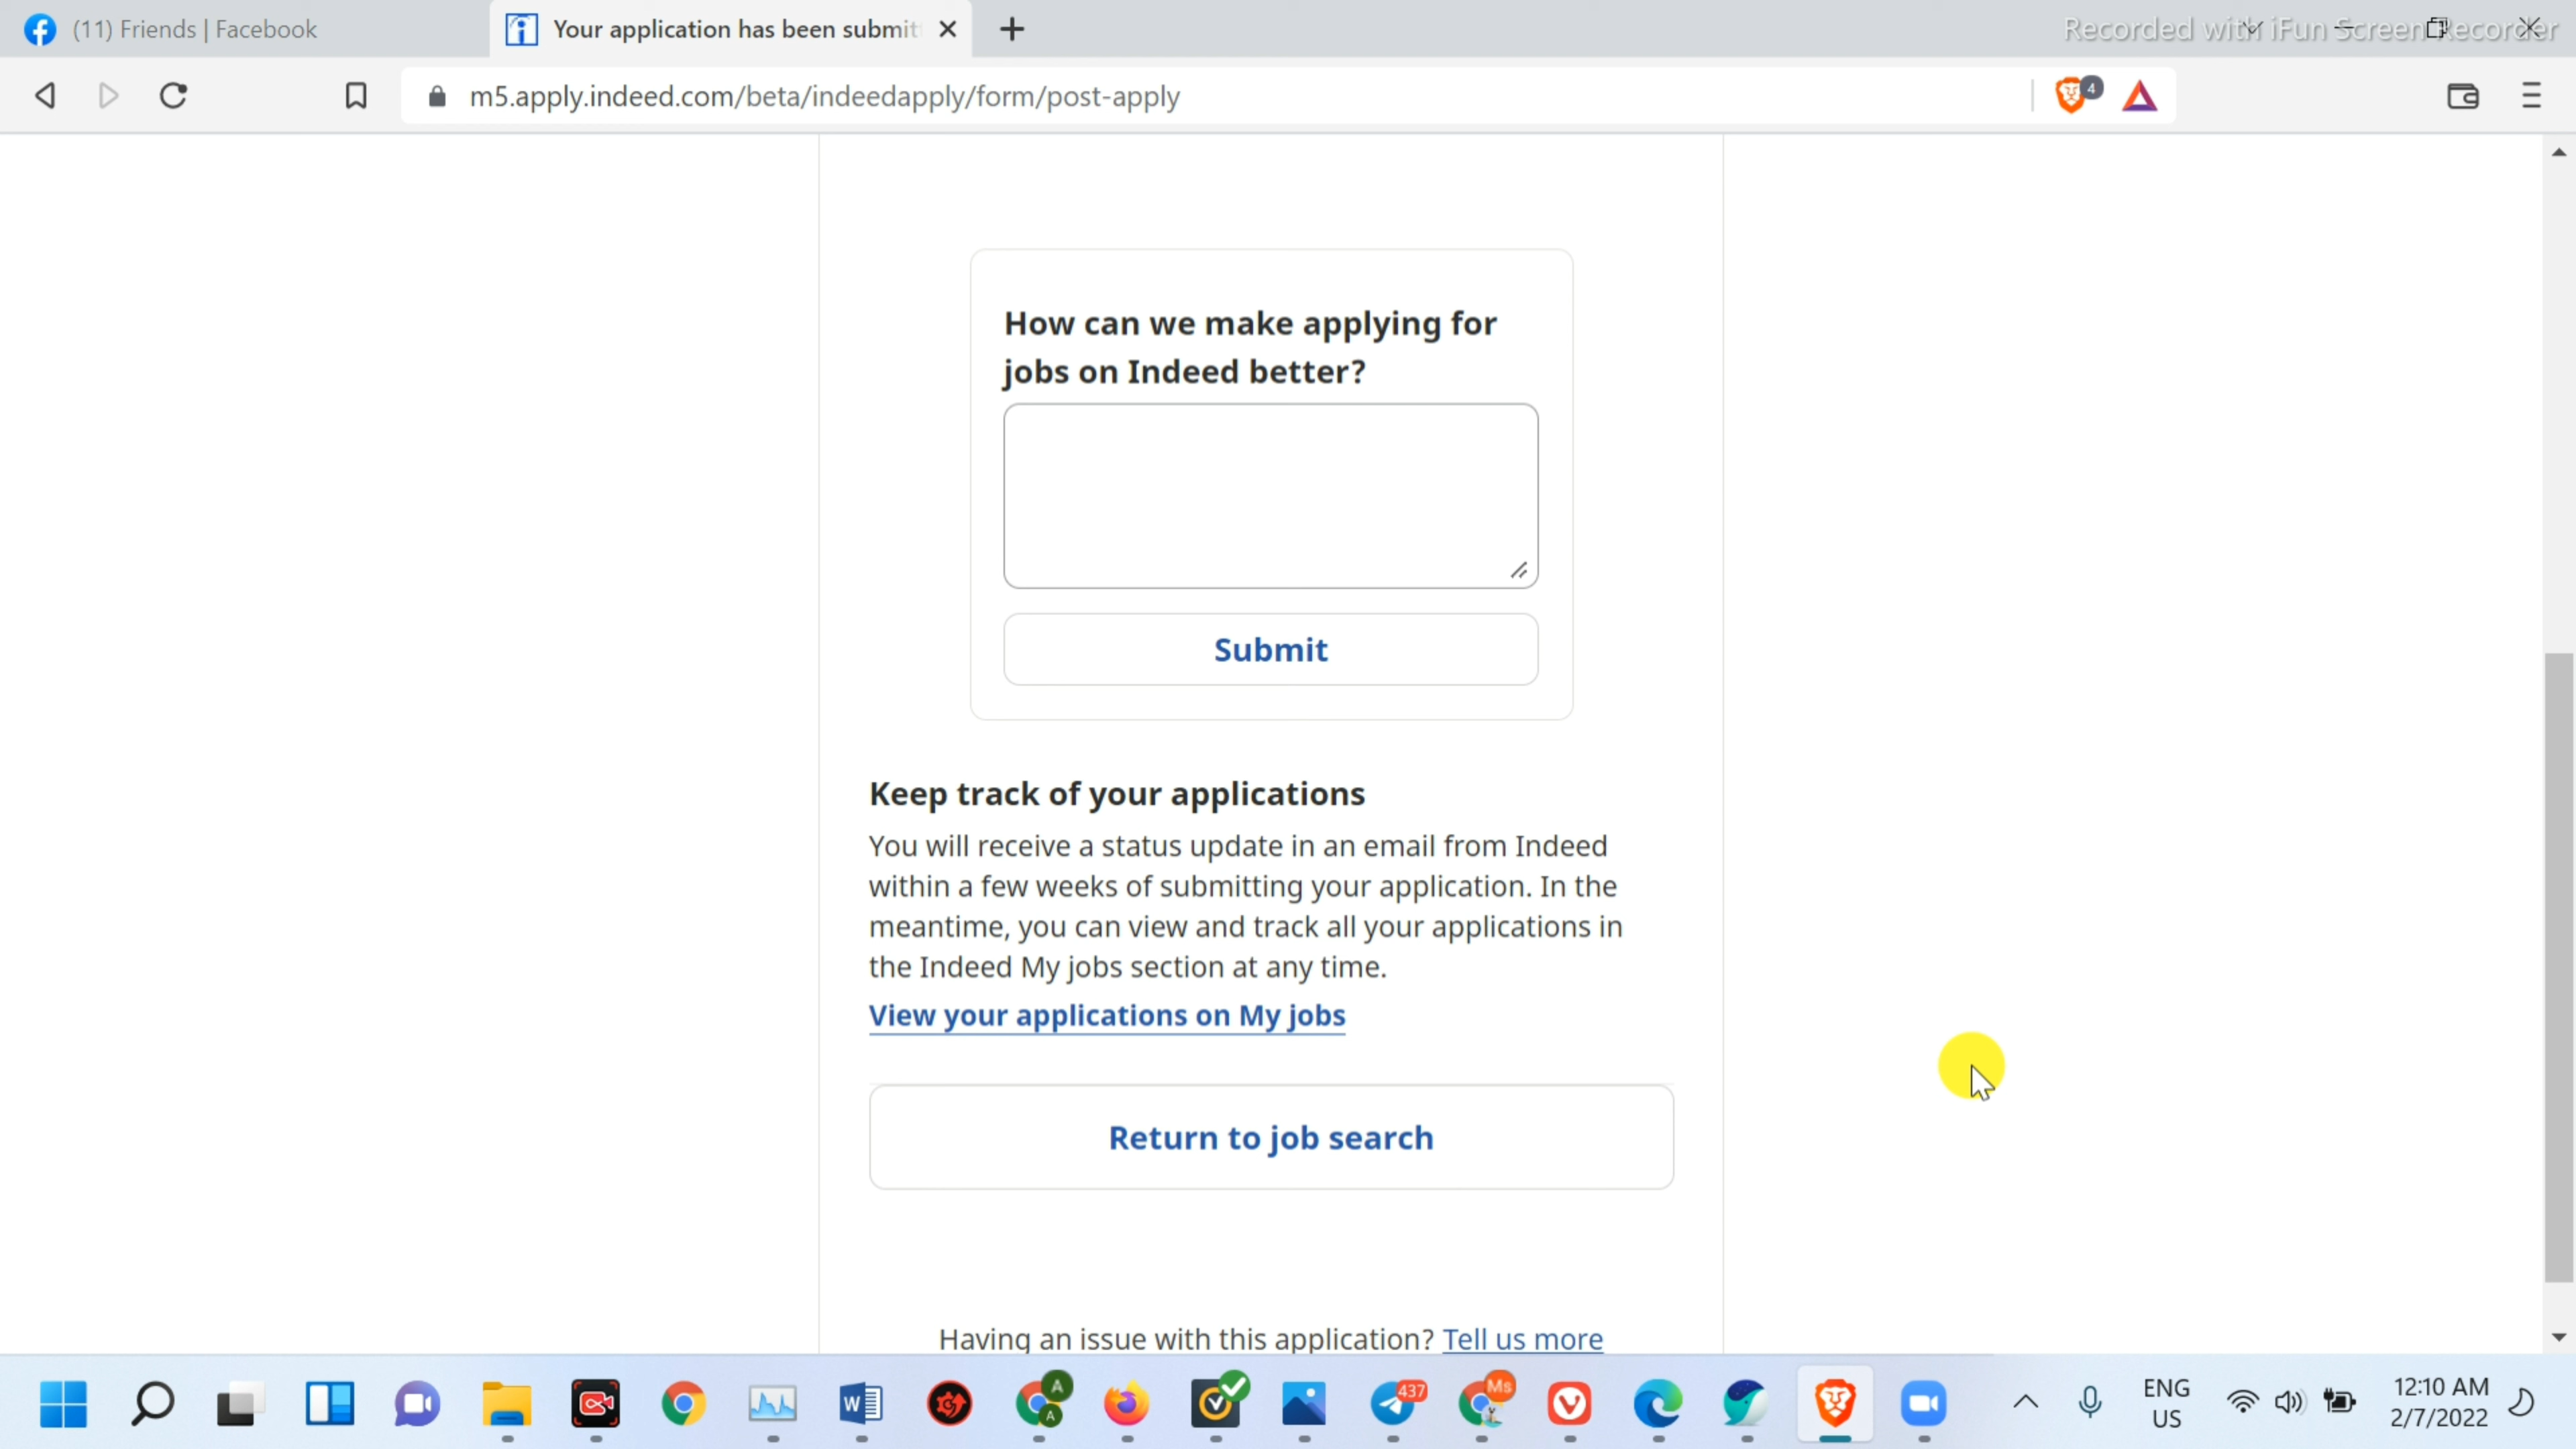 (11) Friends | Facebook
Your application has been submit
Recorded with iFun Screen Recorder
m5.apply.indeed.com/beta/indeedapply/form/post-apply
4
How can we make applying for
jobs on Indeed better?
Submit
Keep track of your applications
You will receive a status update in an email from Indeed
within a few weeks of submitting your application. In the
meantime, you can view and track all your applications in
the Indeed My jobs section at any time.
View your applications on My jobs
Return to job search
Having an issue with this application? Tell us more
W
A
A
437
Ms
ENG
US
12:10 AM
2/7/2022